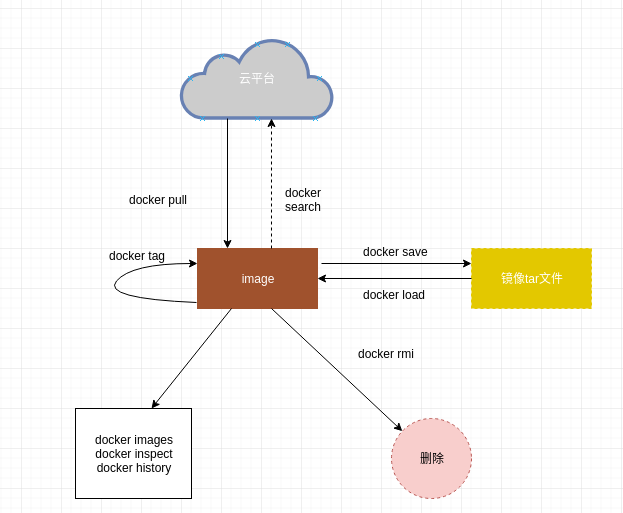 云平台
docker pull
docker
search
docker tag
image
docker save
docker load
镜像tar文件
docker rmi
docker images
docker inspect
docker history
删除